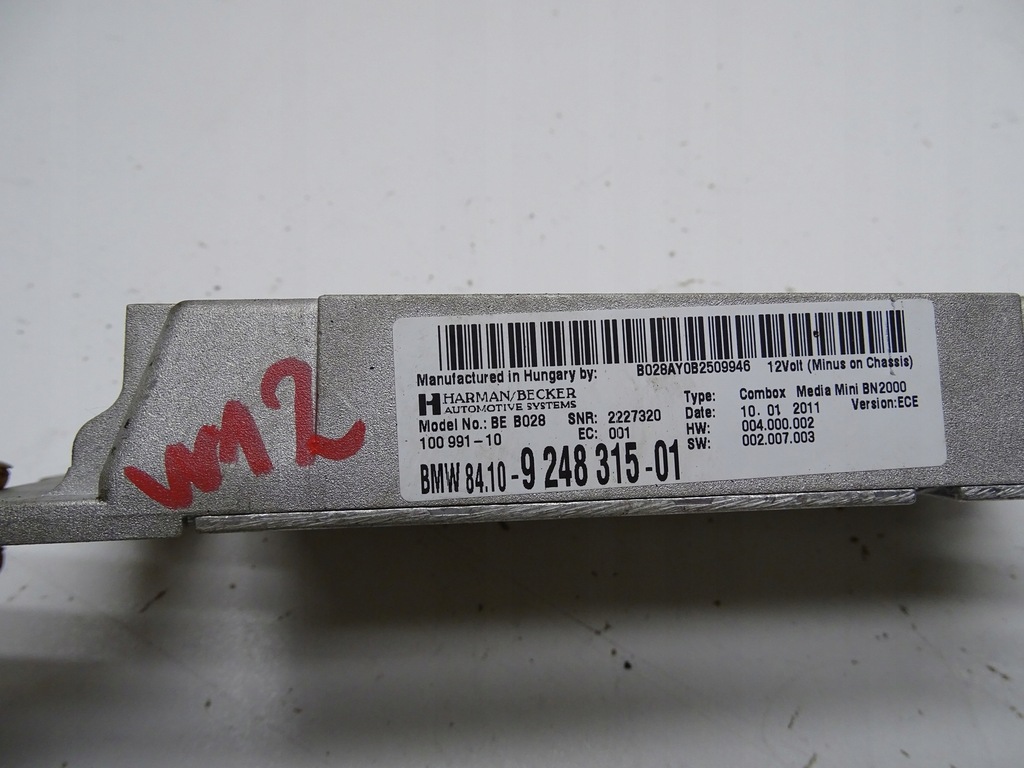 B028AY0B2509946 12Volt (Minus on Chassis)
Manufactured in Hungary by:
HARMAN/BECKER
AUTOMOTIVE SYSTEMS
Model No.: BE B028 SNR: 2227320
100 991-10 EC: 001
Type: Combox Media Mini BN2000
Date: 10. 01 2011 Version:ECE
HW: 004.000.002
SW: 002.007.003
BMW 84.10-9 248 315-01